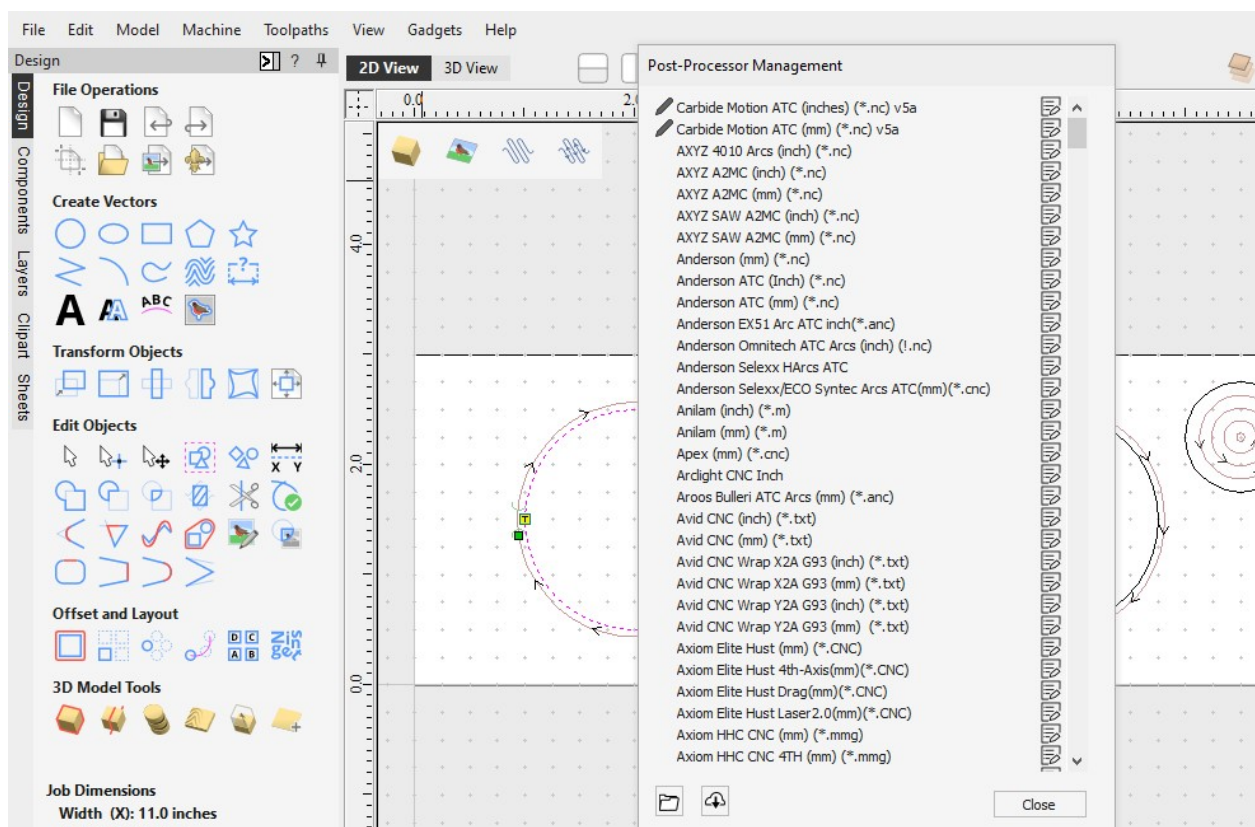 File Edit Model Machine Toolpaths View Gadgets Help
Design ?
2D View 3D View
Design
Components
Layers
Clipart
Sheets
File Operations
Create Vectors
A A ABC
Transform Objects
Edit Objects
X Y
Offset and Layout
D C
A B
Zinger
3D Model Tools
Job Dimensions
Width (X): 11.0 inches
0.0 2.
4.0
2.0
0.0
T
Post-Processor Management
Carbide Motion ATC (inches) (*.nc) v5a
Carbide Motion ATC (mm) (*.nc) v5a
AXYZ 4010 Arcs (inch) (*.nc)
AXYZ A2MC (inch) (*.nc)
AXYZ A2MC (mm) (*.nc)
AXYZ SAW A2MC (inch) (*.nc)
AXYZ SAW A2MC (mm) (*.nc)
Anderson (mm) (*.nc)
Anderson ATC (Inch) (*.nc)
Anderson ATC (mm) (*.nc)
Anderson EX51 Arc ATC inch(*.anc)
Anderson Omnitech ATC Arcs (inch) (!.nc)
Anderson Selexx HArcs ATC
Anderson Selexx/ECO Syntec Arcs ATC(mm)(*.cnc)
Anilam (inch) (*.m)
Anilam (mm) (*.m)
Apex (mm) (*.cnc)
Arclight CNC Inch
Aroos Bulleri ATC Arcs (mm) (*.anc)
Avid CNC (inch) (*.txt)
Avid CNC (mm) (*.txt)
Avid CNC Wrap X2A G93 (inch) (*.txt)
Avid CNC Wrap X2A G93 (mm) (*.txt)
Avid CNC Wrap Y2A G93 (inch) (*.txt)
Avid CNC Wrap Y2A G93 (mm) (*.txt)
Axiom Elite Hust (mm) (*.CNC)
Axiom Elite Hust 4th-Axis(mm)(*.CNC)
Axiom Elite Hust Drag(mm)(*.CNC)
Axiom Elite Hust Laser2.0(mm)(*.CNC)
Axiom HHC CNC (mm) (*.mmg)
Axiom HHC CNC 4TH (mm) (*.mmg)
Close